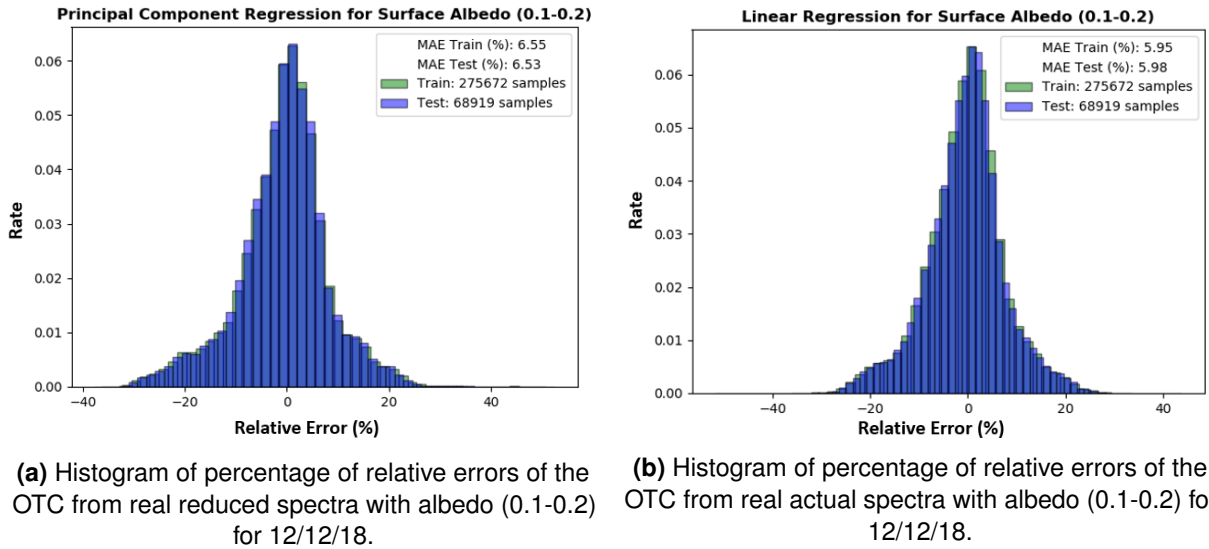 Principal Component Regression for Surface Albedo (0.1-0.2)
MAE Train (%): 6.55
MAE Test (%): 6.53
Train: 275672 samples
Test: 68919 samples
0.06
0.05
0.04
0.03
0.02
0.01
0.00
Rate
−40
−20
0
20
40
Relative Error (%)
(a) Histogram of percentage of relative errors of the
OTC from real reduced spectra with albedo (0.1-0.2)
for 12/12/18.
Linear Regression for Surface Albedo (0.1-0.2)
MAE Train (%): 5.95
MAE Test (%): 5.98
Train: 275672 samples
Test: 68919 samples
0.06
0.05
0.04
0.03
0.02
0.01
0.00
Rate
−40
−20
0
20
40
Relative Error (%)
(b) Histogram of percentage of relative errors of the
OTC from real actual spectra with albedo (0.1-0.2) fo
12/12/18.